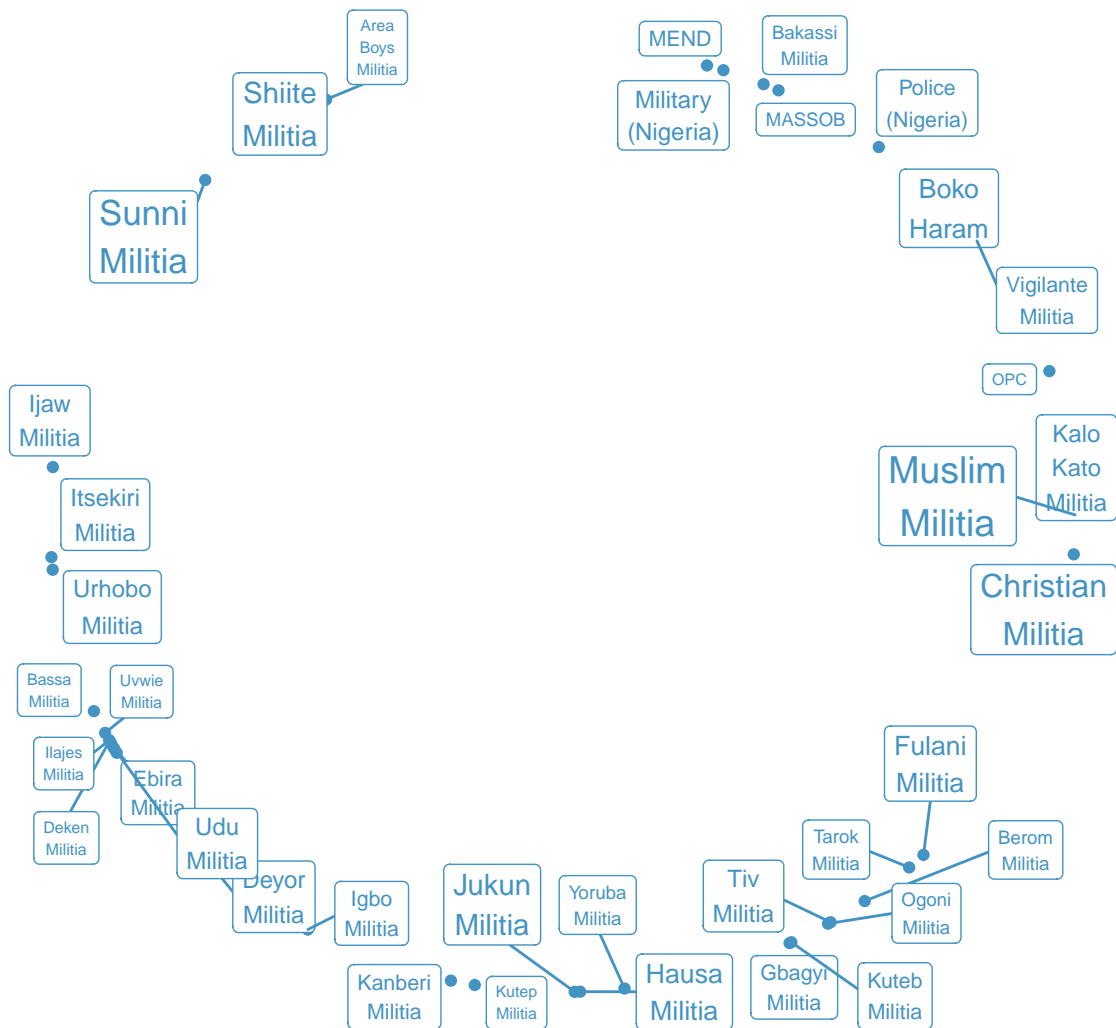 Area
Boys
Militia
MEND
Bakassi
Militia
Shiite
Militia
Military
(Nigeria)
MASSOB
Police
(Nigeria)
Sunni
Militia
Boko
Haram
Vigilante
Militia
OPC
Ijaw
Militia
Kalo
Kato
Militia
Muslim
Militia
Itsekiri
Militia
Urhobo
Militia
Christian
Militia
Bassa
Militia
Uvwie
Militia
Ilajes
Militia
Ebira
Militia
Deken
Militia
Udu
Militia
Deyor
Militia
Igbo
Militia
Fulani
Militia
Tarok
Militia
Berom
Militia
Jukun
Militia
Yoruba
Militia
Tiv
Militia
Ogoni
Militia
Kanberi
Militia
Kutep
Militia
Hausa
Militia
Gbagyi
Militia
Kuteb
Militia